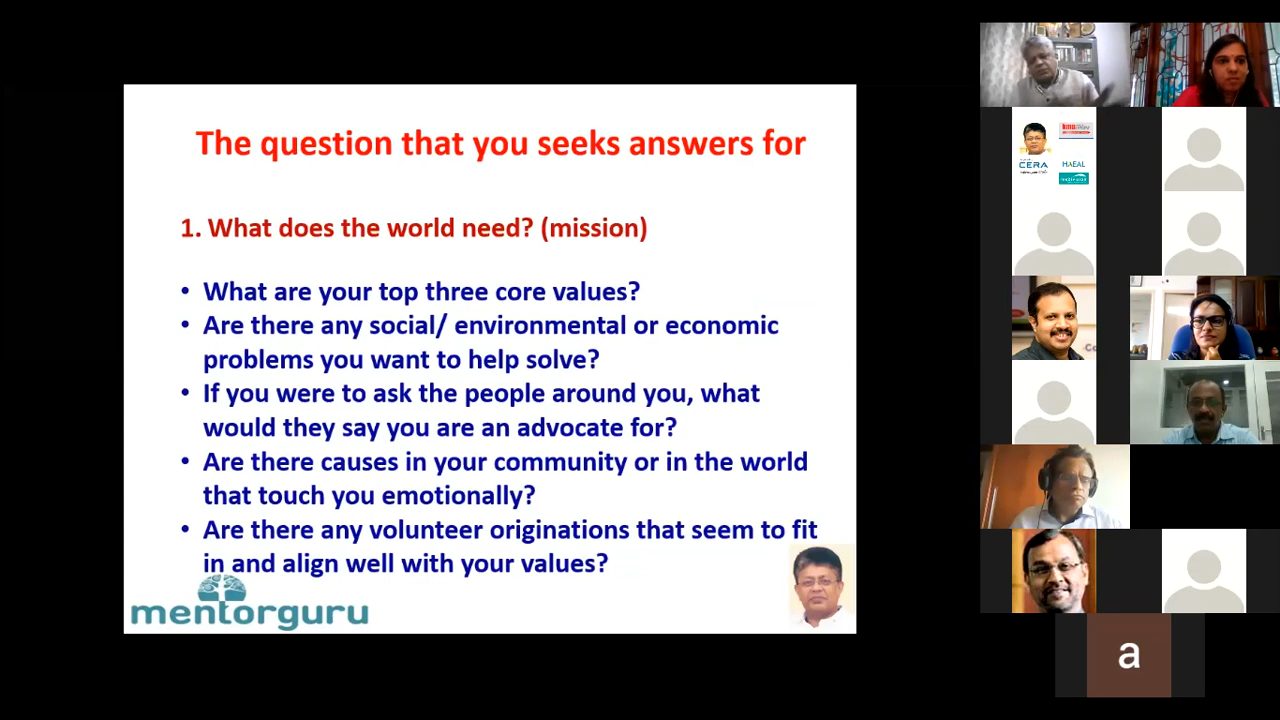 The question that you seeks answers for
1. What does the world need? (mission)
• What are your top three core values?
• Are there any social/ environmental or economic
problems you want to help solve?
• If you were to ask the people around you, what
would they say you are an advocate for?
• Are there causes in your community or in the world
that touch you emotionally?
• Are there any volunteer originations that seem to fit
in and align well with your values?
mentorguru
CERA
a